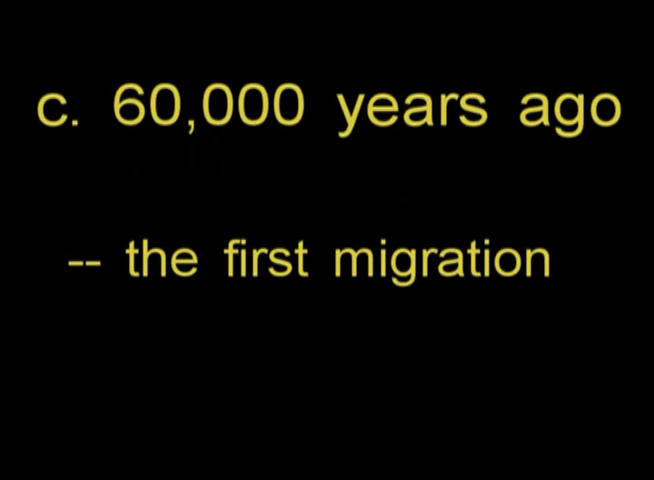 c. 60,000 years ago
-- the first migration